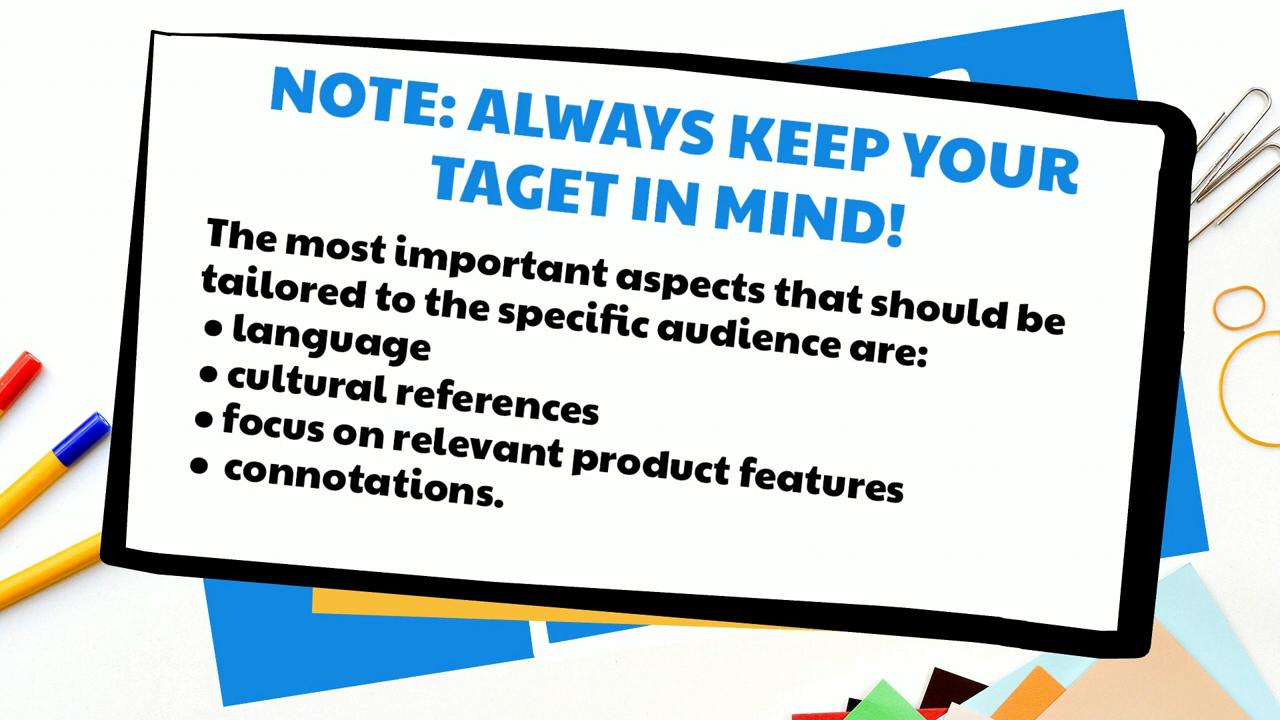 NOTE: ALWAYS KEEP YOUR
TAGET IN MIND!
The most important aspects that should be
tailored to the specific audience are:
• language
• cultural references
• focus on relevant product features
• connotations.